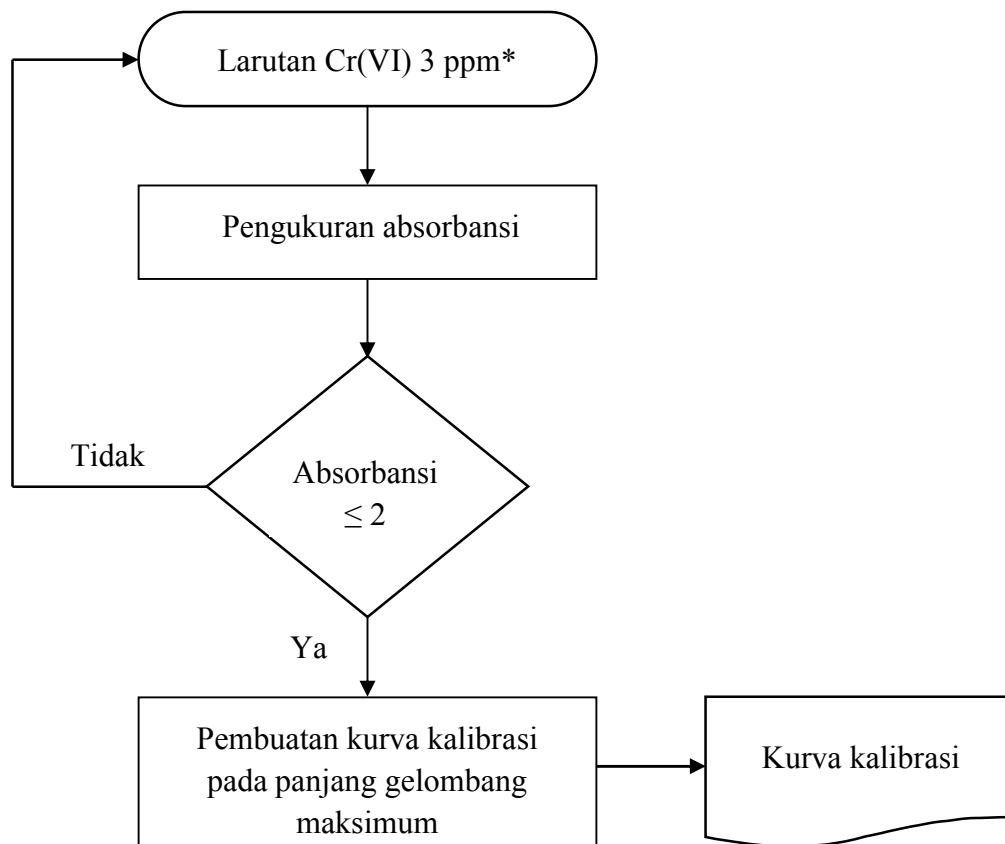 Larutan Cr(VI) 3 ppm*
Pengukuran absorbansi
Tidak
Absorbansi
≤ 2
Ya
Pembuatan kurva kalibrasi
pada panjang gelombang
maksimum
Kurva kalibrasi